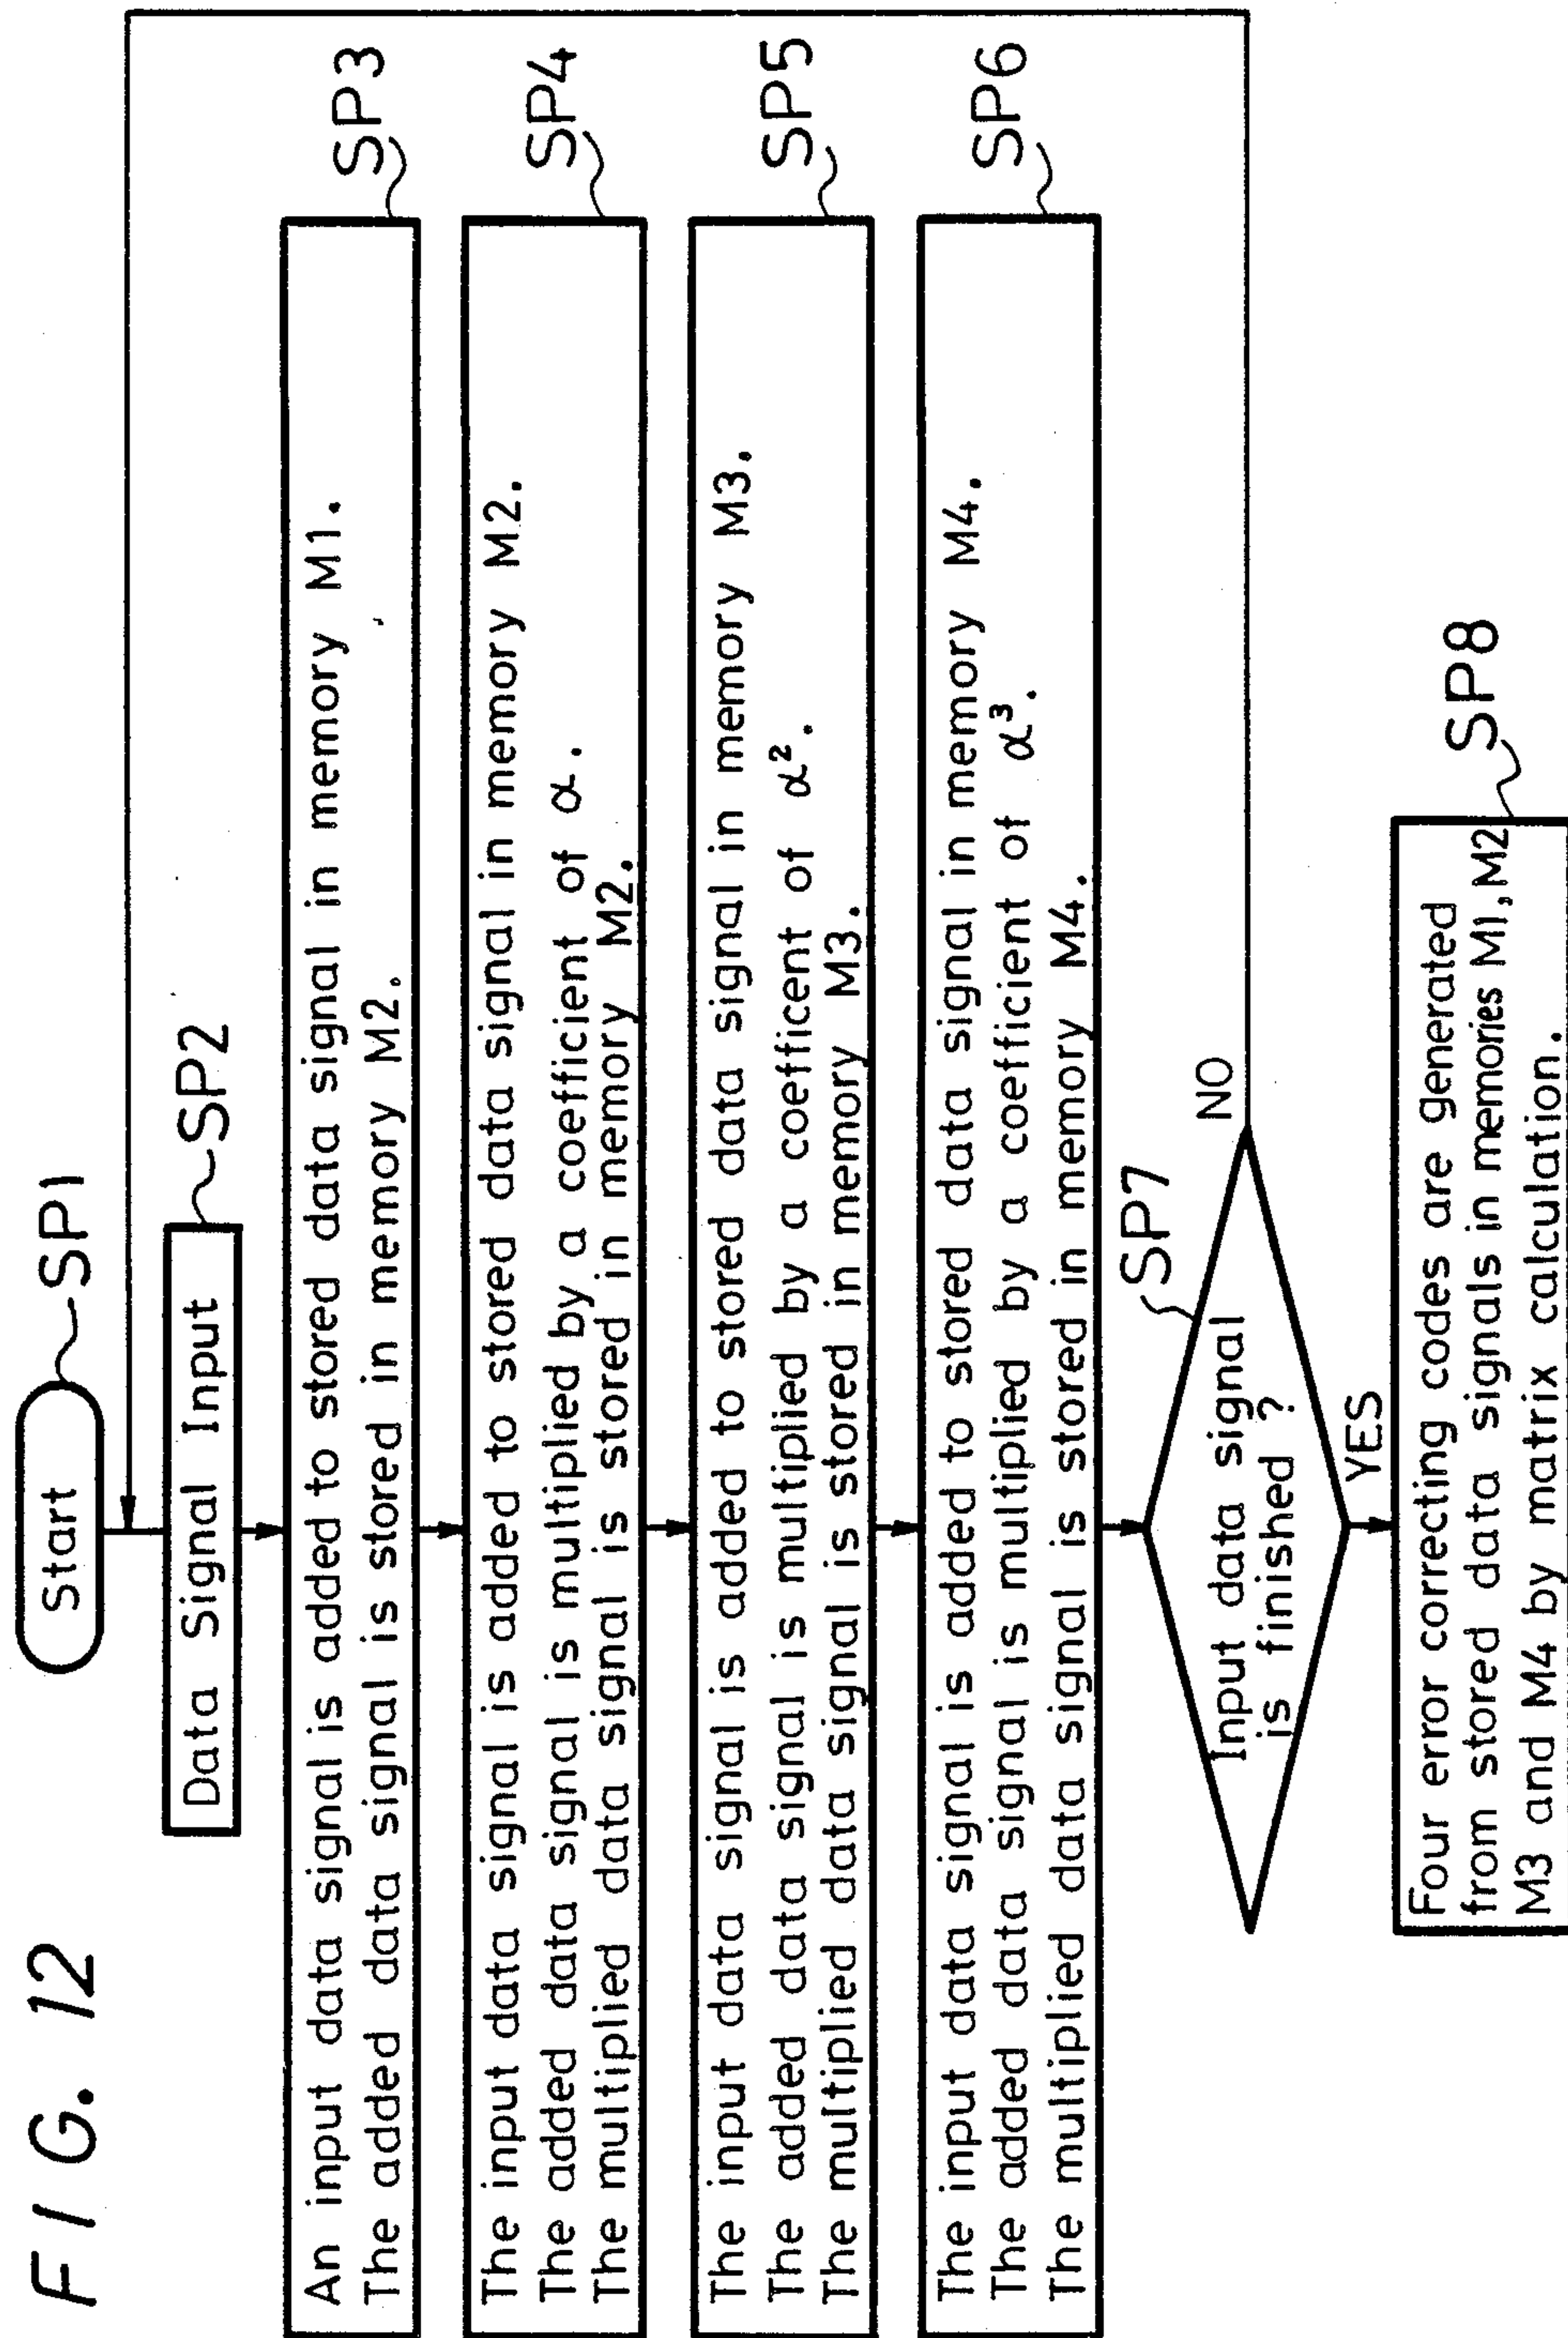 FIG. 12
Start
SP1
Data Signal Input
SP2
An input data signal is added to stored data signal in memory M1.
The added data signal is stored in memory M2.
SP3
The input data signal is added to stored data signal in memory M2.
The added data signal is multiplied by a coefficient of α.
The multiplied data signal is stored in memory M2.
SP4
The input data signal is added to stored data signal in memory M3.
The added data signal is multiplied by a coefficent of α².
The multiplied data signal is stored in memory M3.
SP5
The input data signal is added to stored data signal in memory M4.
The added data signal is multiplied by a coefficient of α³.
The multiplied data signal is stored in memory M4.
SP6
SP7
Input data signal
is finished ?
NO
YES
Four error correcting codes are generated
from stored data signals in memories M1, M2
M3 and M4 by matrix calculation.
SP8